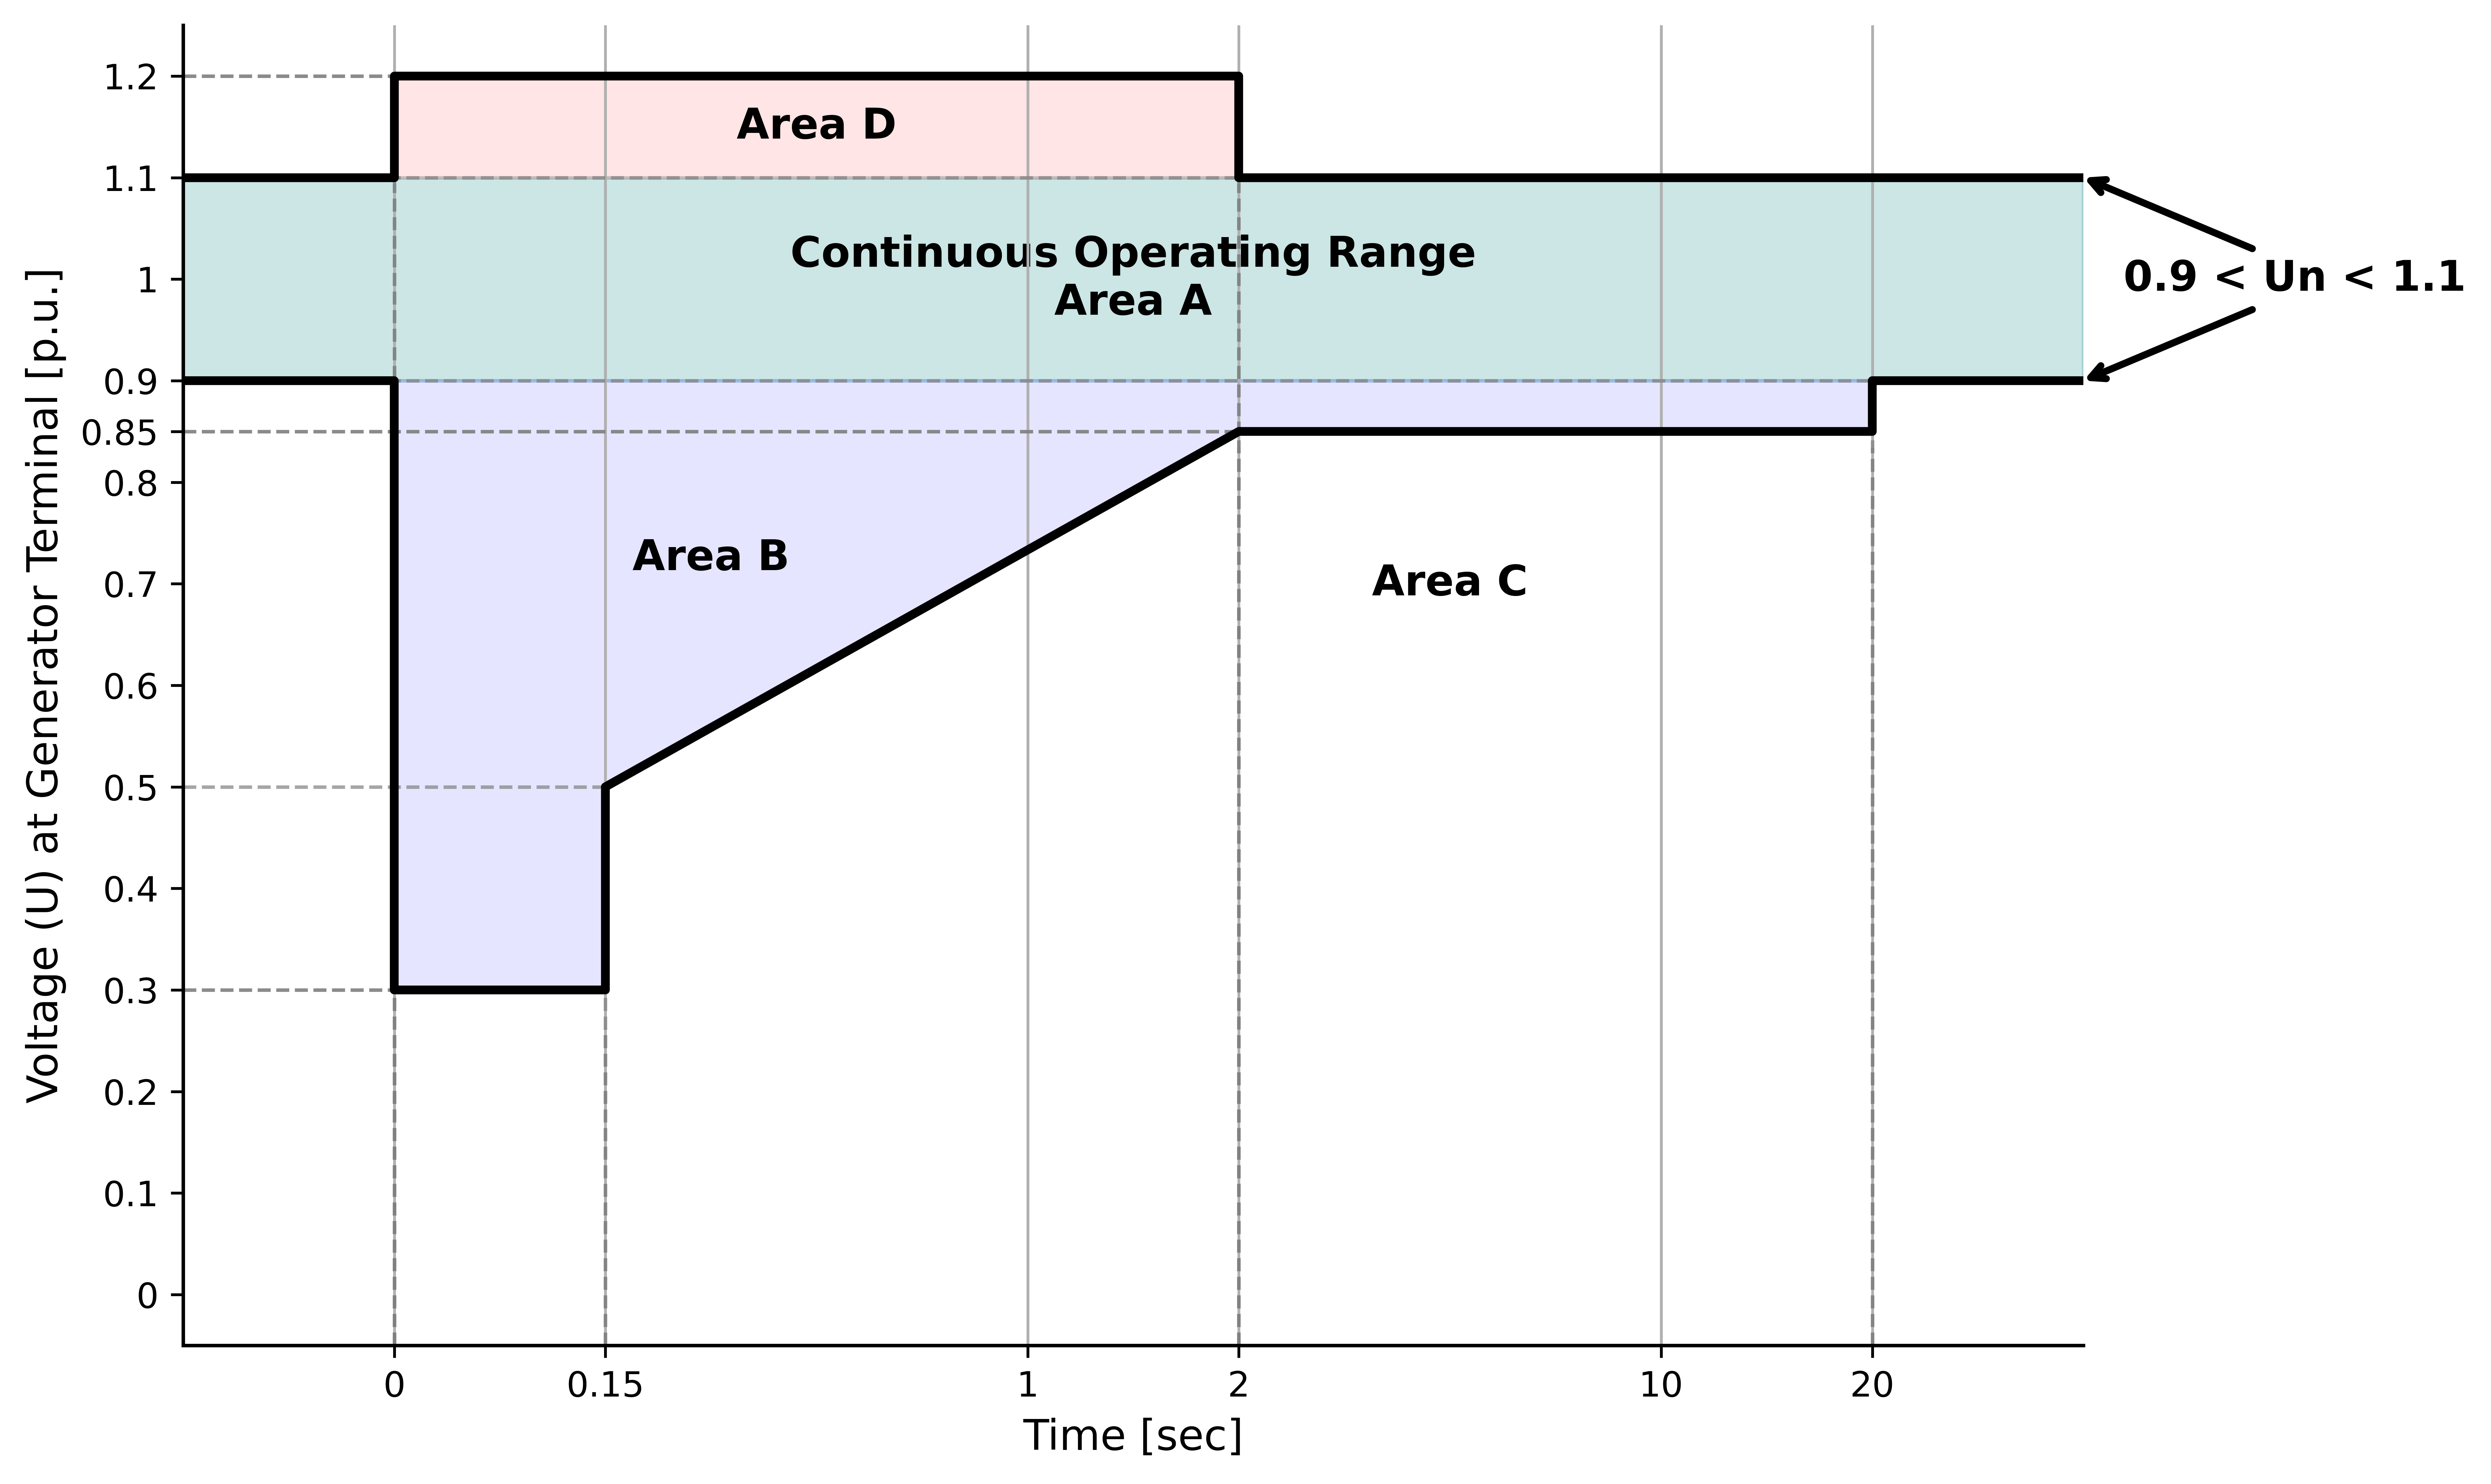 Voltage (U) at Generator Terminal [p.u.]
1.2
1.1
1
0.9
0.85
0.8
0.7
0.6
0.5
0.4
0.3
0.2
0.1
0
Area D
Continuous Operating Range
Area A
0.9 < Un < 1.1
Area B
Area C
0
0.15
1
2
10
20
Time [sec]